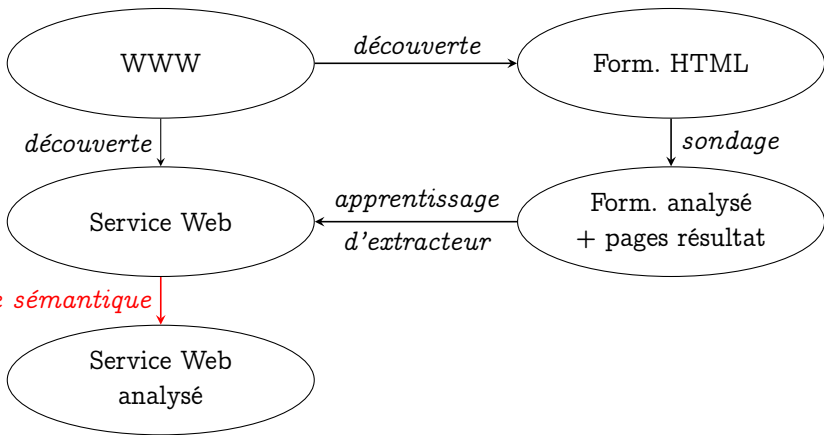 WWW
découverte
Form. HTML
découverte
sondage
Service Web
apprentissage
d'extracteur
Form. analysé
+ pages résultat
sémantique
Service Web
analysé